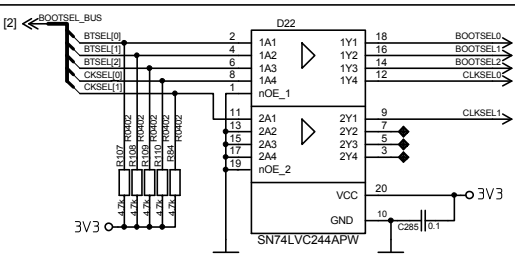 [2] BOOTSEL_BUS
D22
BTSEL[0] 2 1A1 1Y1 18 BOOTSEL0
BTSEL[1] 4 1A2 1Y2 16 BOOTSEL1
BTSEL[2] 6 1A3 1Y3 14 BOOTSEL2
CKSEL[0] 8 1A4 1Y4 12 CLKSEL0
CKSEL[1] 1 nOE_1
11 2A1 2Y1 9 CLKSEL1
13 2A2 2Y2 7
15 2A3 2Y3 5
17 2A4 2Y4 3
19 nOE_2
R107 R0402 4.7k
R108 R0402 4.7k
R109 R0402 4.7k
R110 R0402 4.7k
R84 R0402 4.7k
VCC 20 3V3
GND 10
C285 0.1
3V3
SN74LVC244APW